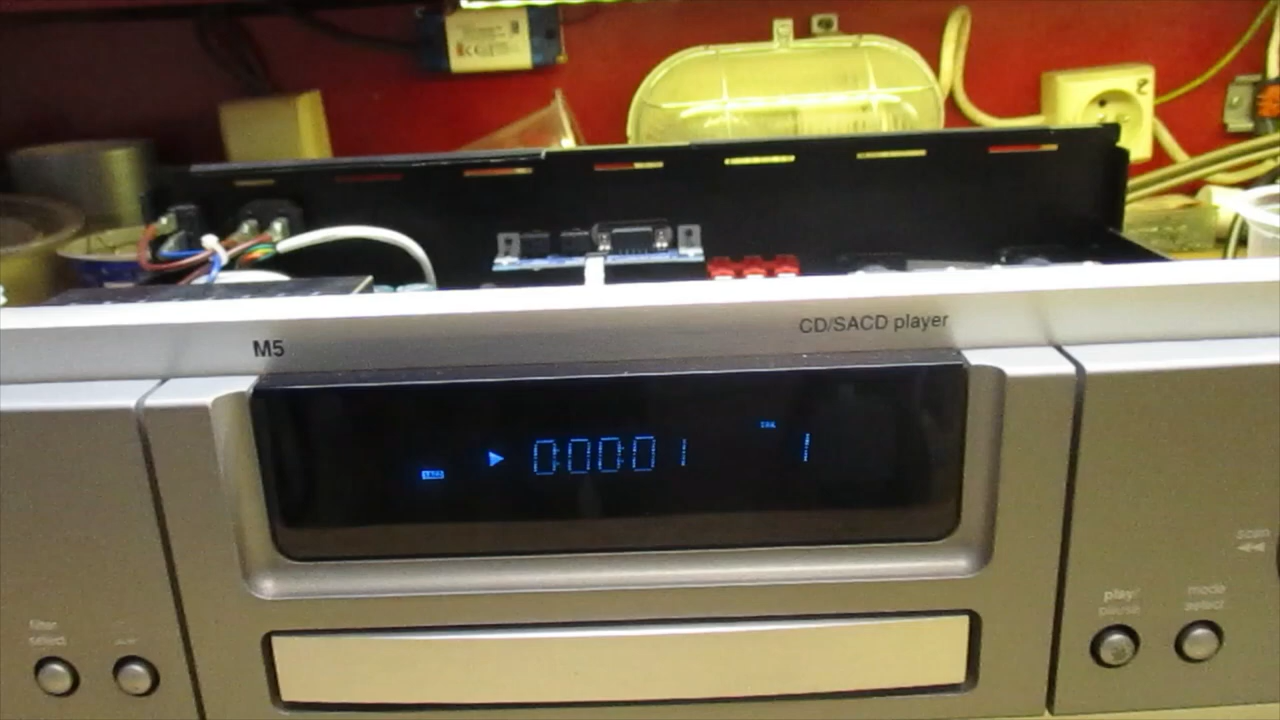 M5
CD/SACD player
0:00:01
1
filter
select
play/
pause
mode
select
scan